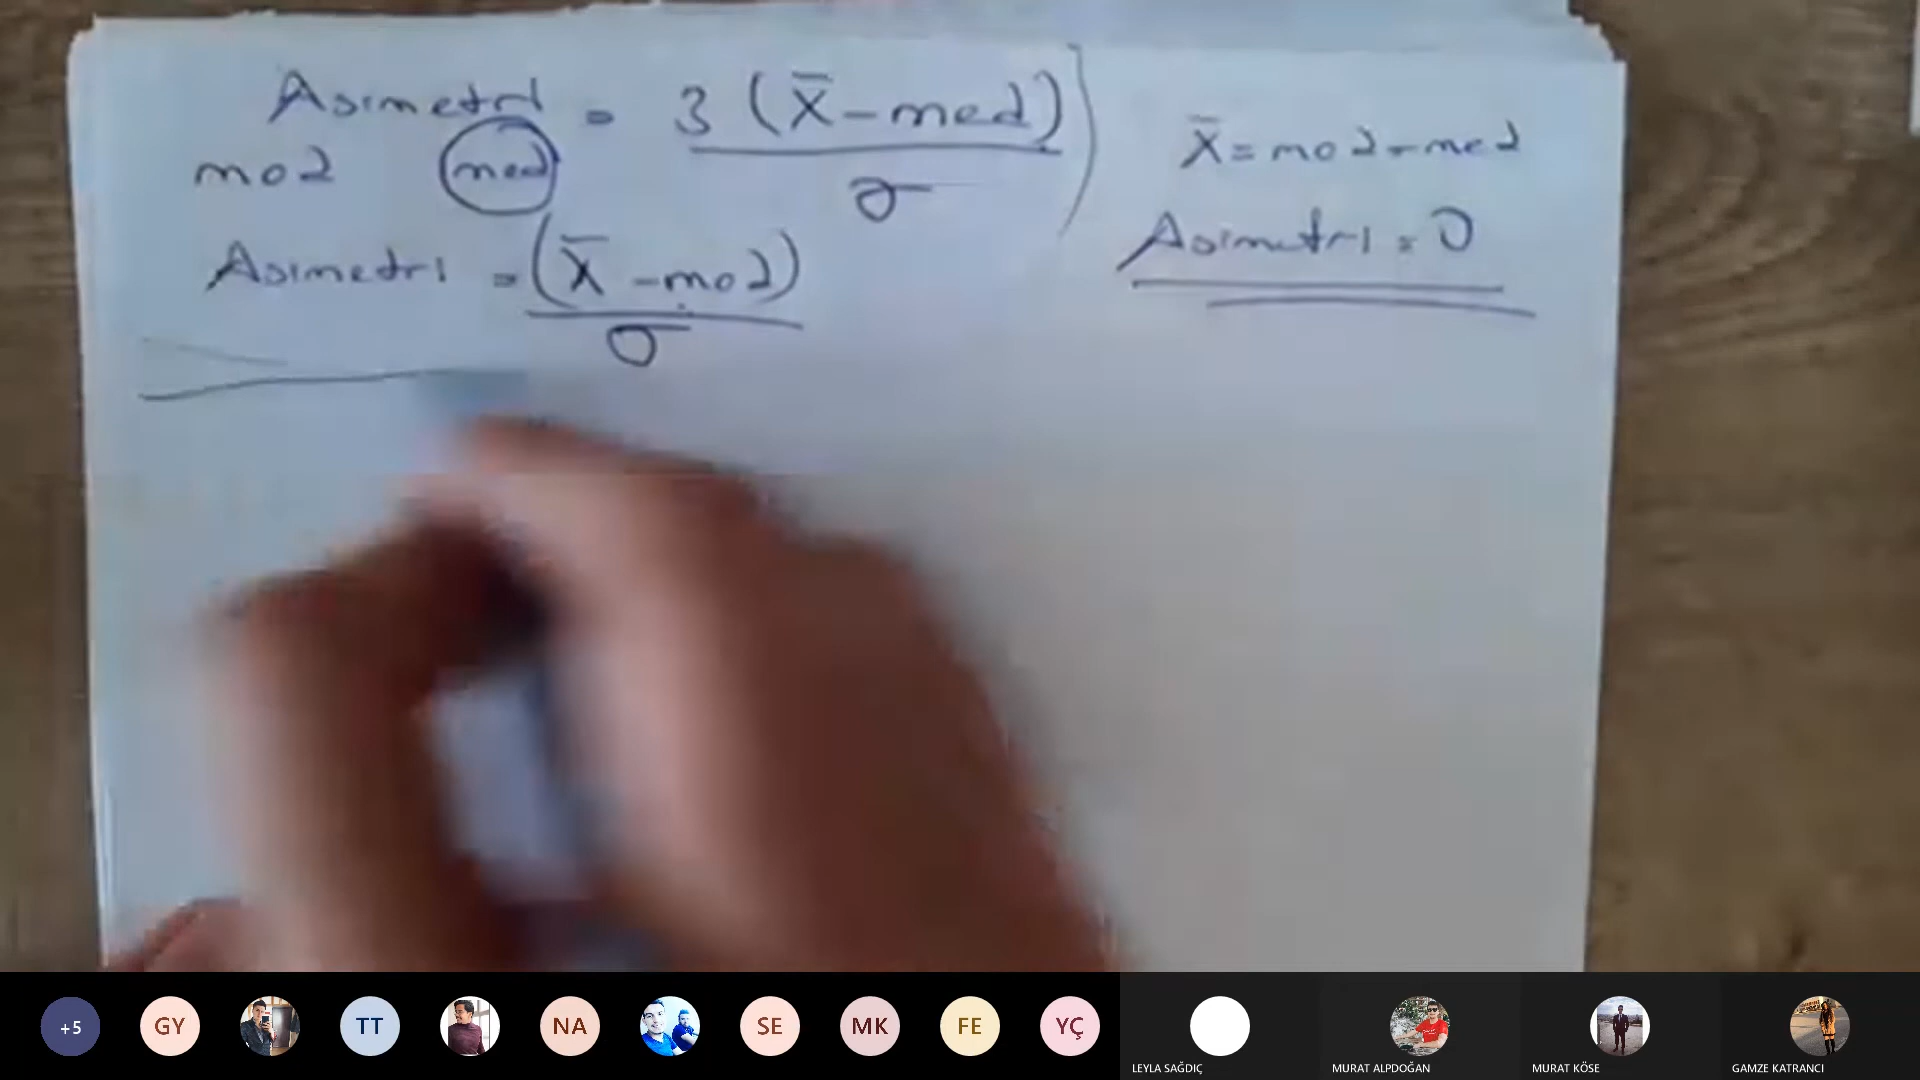 Asimetri = 3 (X̄ - med)
σ
mod med
Asimetri = (X̄ - mod)
σ
X̄ = mod = med
Asimetri = 0
+5
GY
TT
NA
SE
MK
FE
YÇ
LEYLA SAĞDIÇ
MURAT ALPDOĞAN
MURAT KÖSE
GAMZE KATRANCI